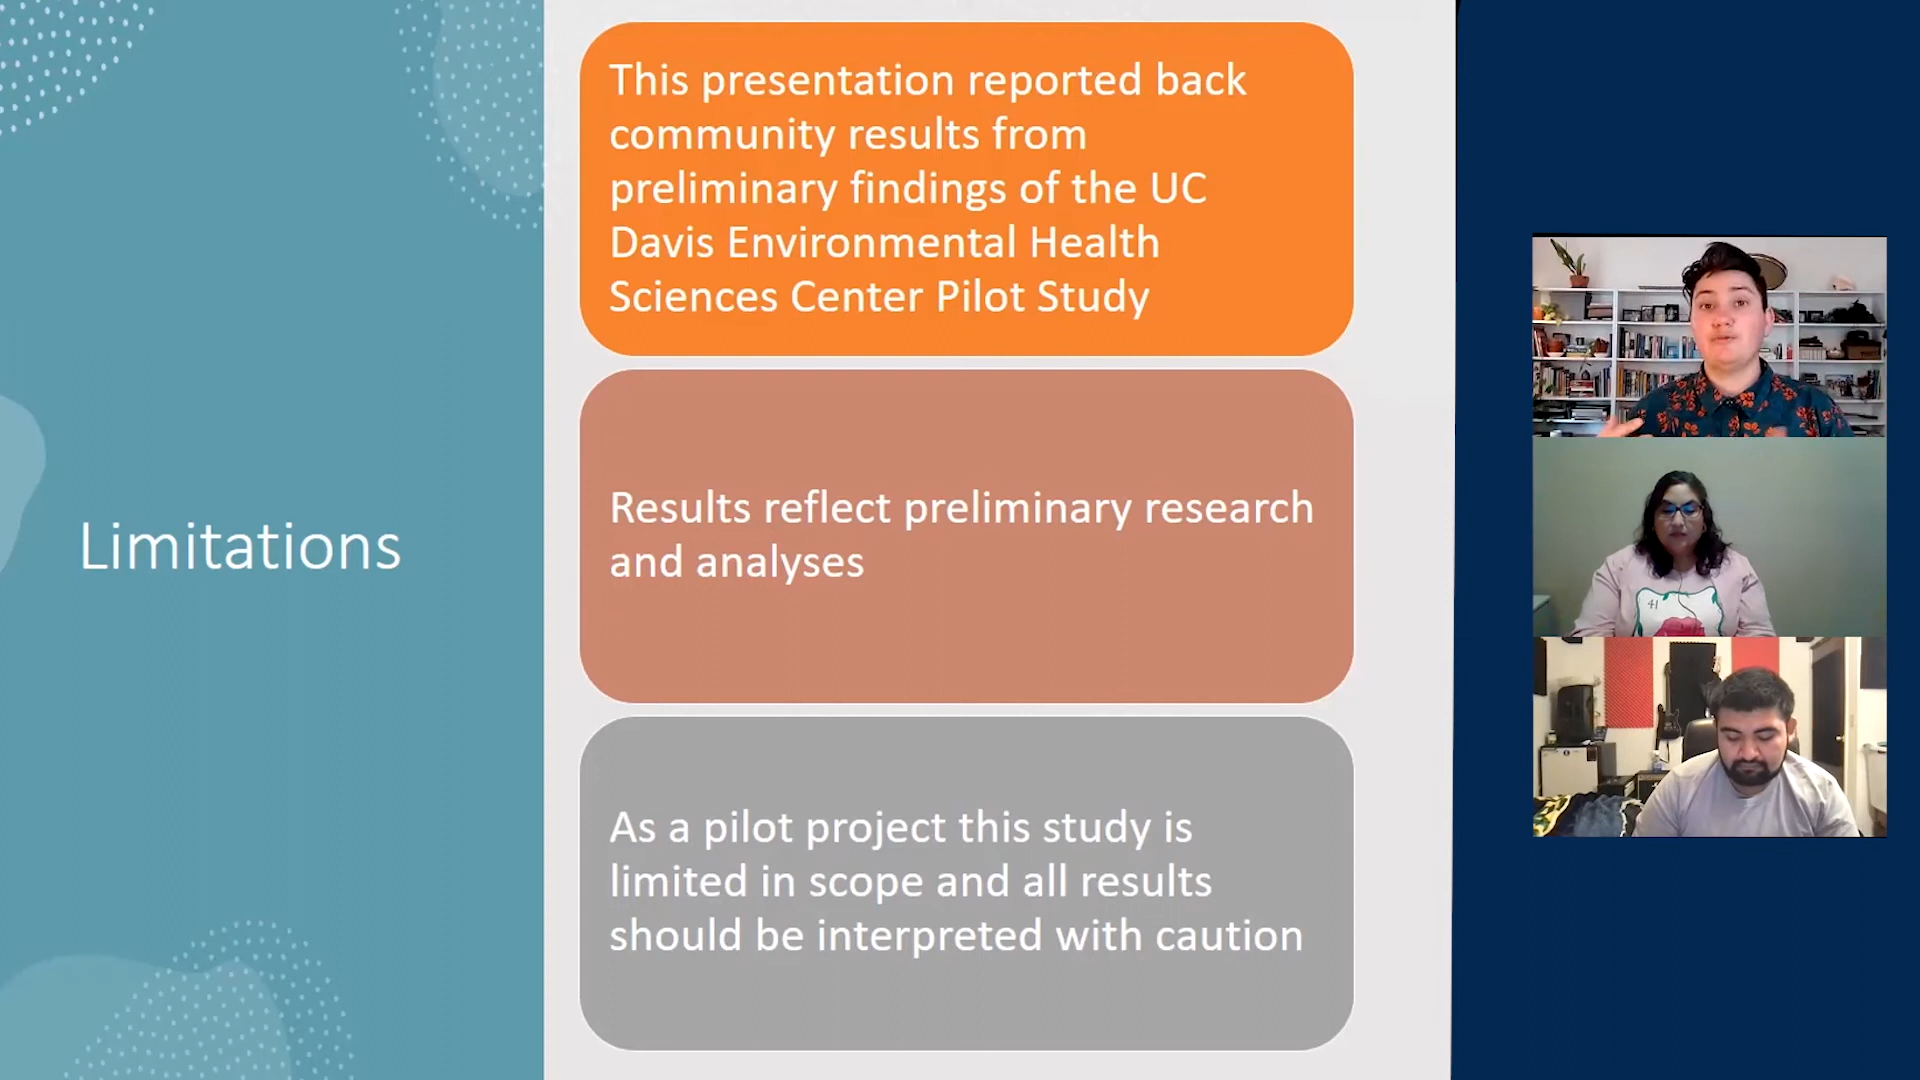 Limitations
This presentation reported back
community results from
preliminary findings of the UC
Davis Environmental Health
Sciences Center Pilot Study
Results reflect preliminary research
and analyses
As a pilot project this study is
limited in scope and all results
should be interpreted with caution
41